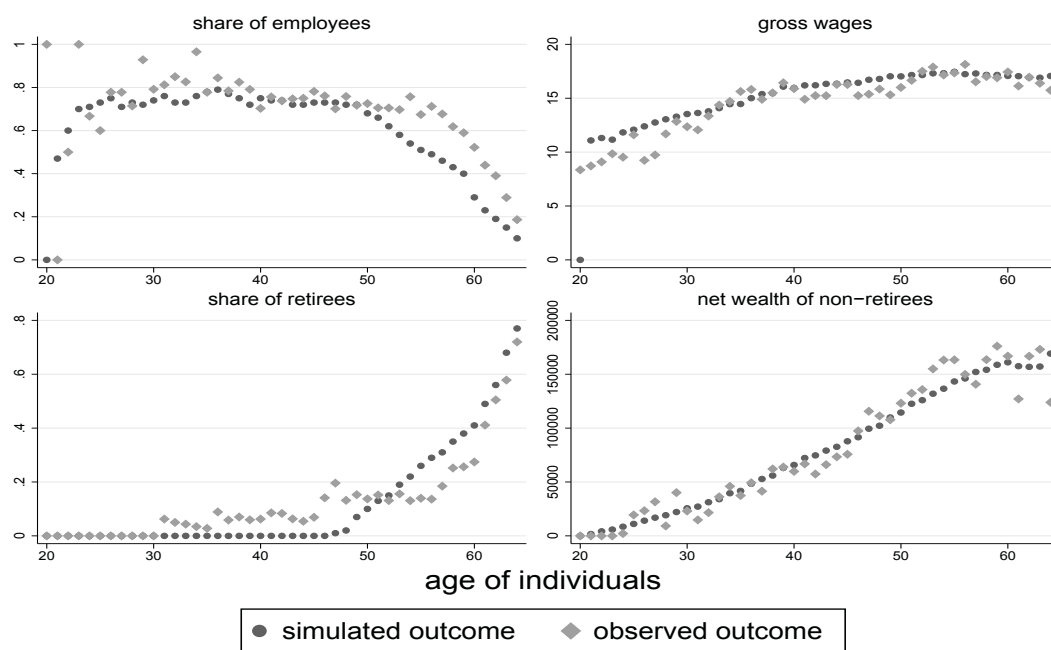 share of employees
0 .2 .4 .6 .8 1
20 30 40 50 60
gross wages
0 5 10 15 20
20 30 40 50 60
share of retirees
0 .2 .4 .6 .8
20 30 40 50 60
net wealth of non−retirees
0 50000 100000 150000 200000
20 30 40 50 60
age of individuals
simulated outcome observed outcome